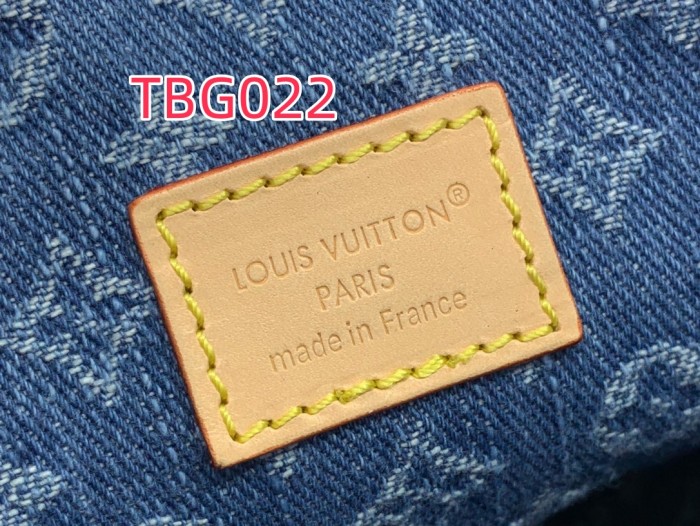 TBG022
LOUIS VUITTON®
PARIS
made in France